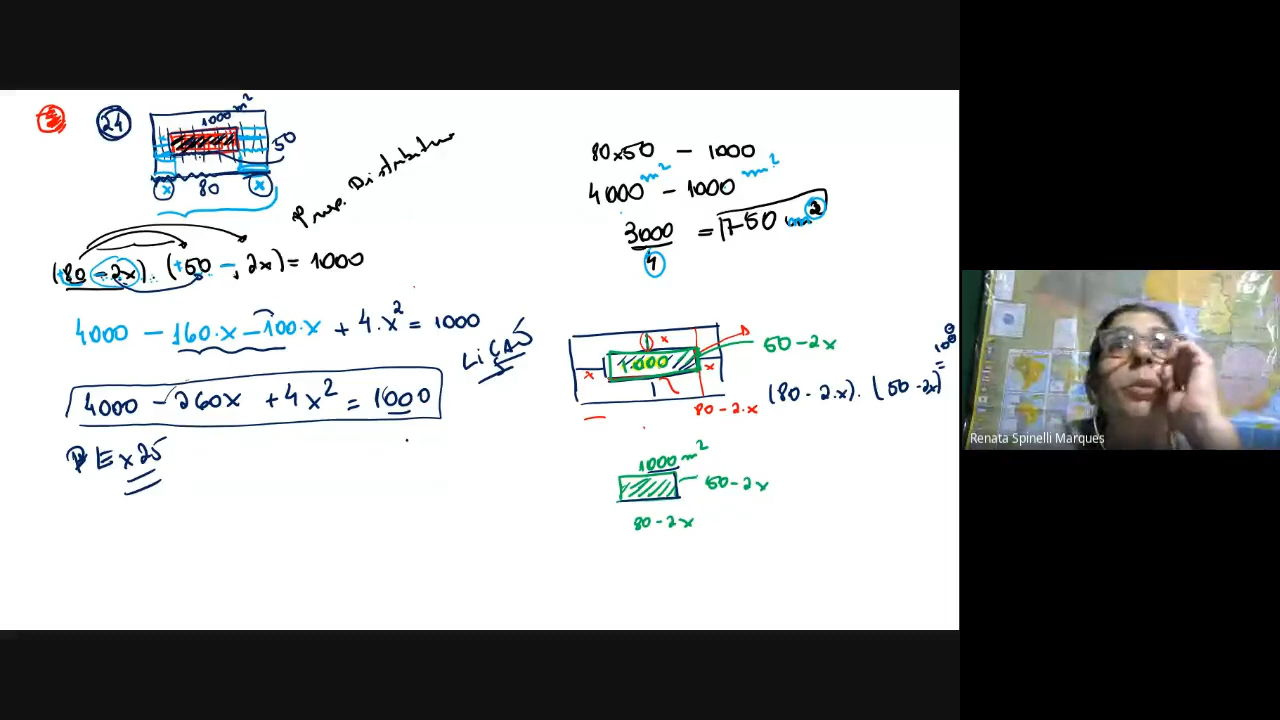 24
1000 m²
50
x 80 x
Prop. Distributiva
(+80 - 2x) . (+50 - 2x) = 1000
4000 - 160.x - 100.x + 4.x² = 1000
LiÇÃO
4000 - 260x + 4x² = 1000
Ex 25
80x50 - 1000
4000 m² - 1000 m²
3000
4
= 750 m²
x
1000
x x
50-2x
80-2.x
(80-2.x) . (50-2x) = 1000
1000 m²
50-2x
80-2x
Renata Spinelli Marques